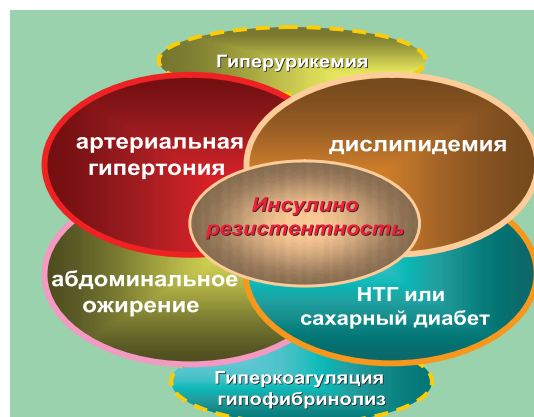 Гиперурикемия
артериальная
гипертония
дислипидемия
Инсулино
резистентность
абдоминальное
ожирение
НТГ или
сахарный диабет
Гиперкоагуляция
гипофибринолиз